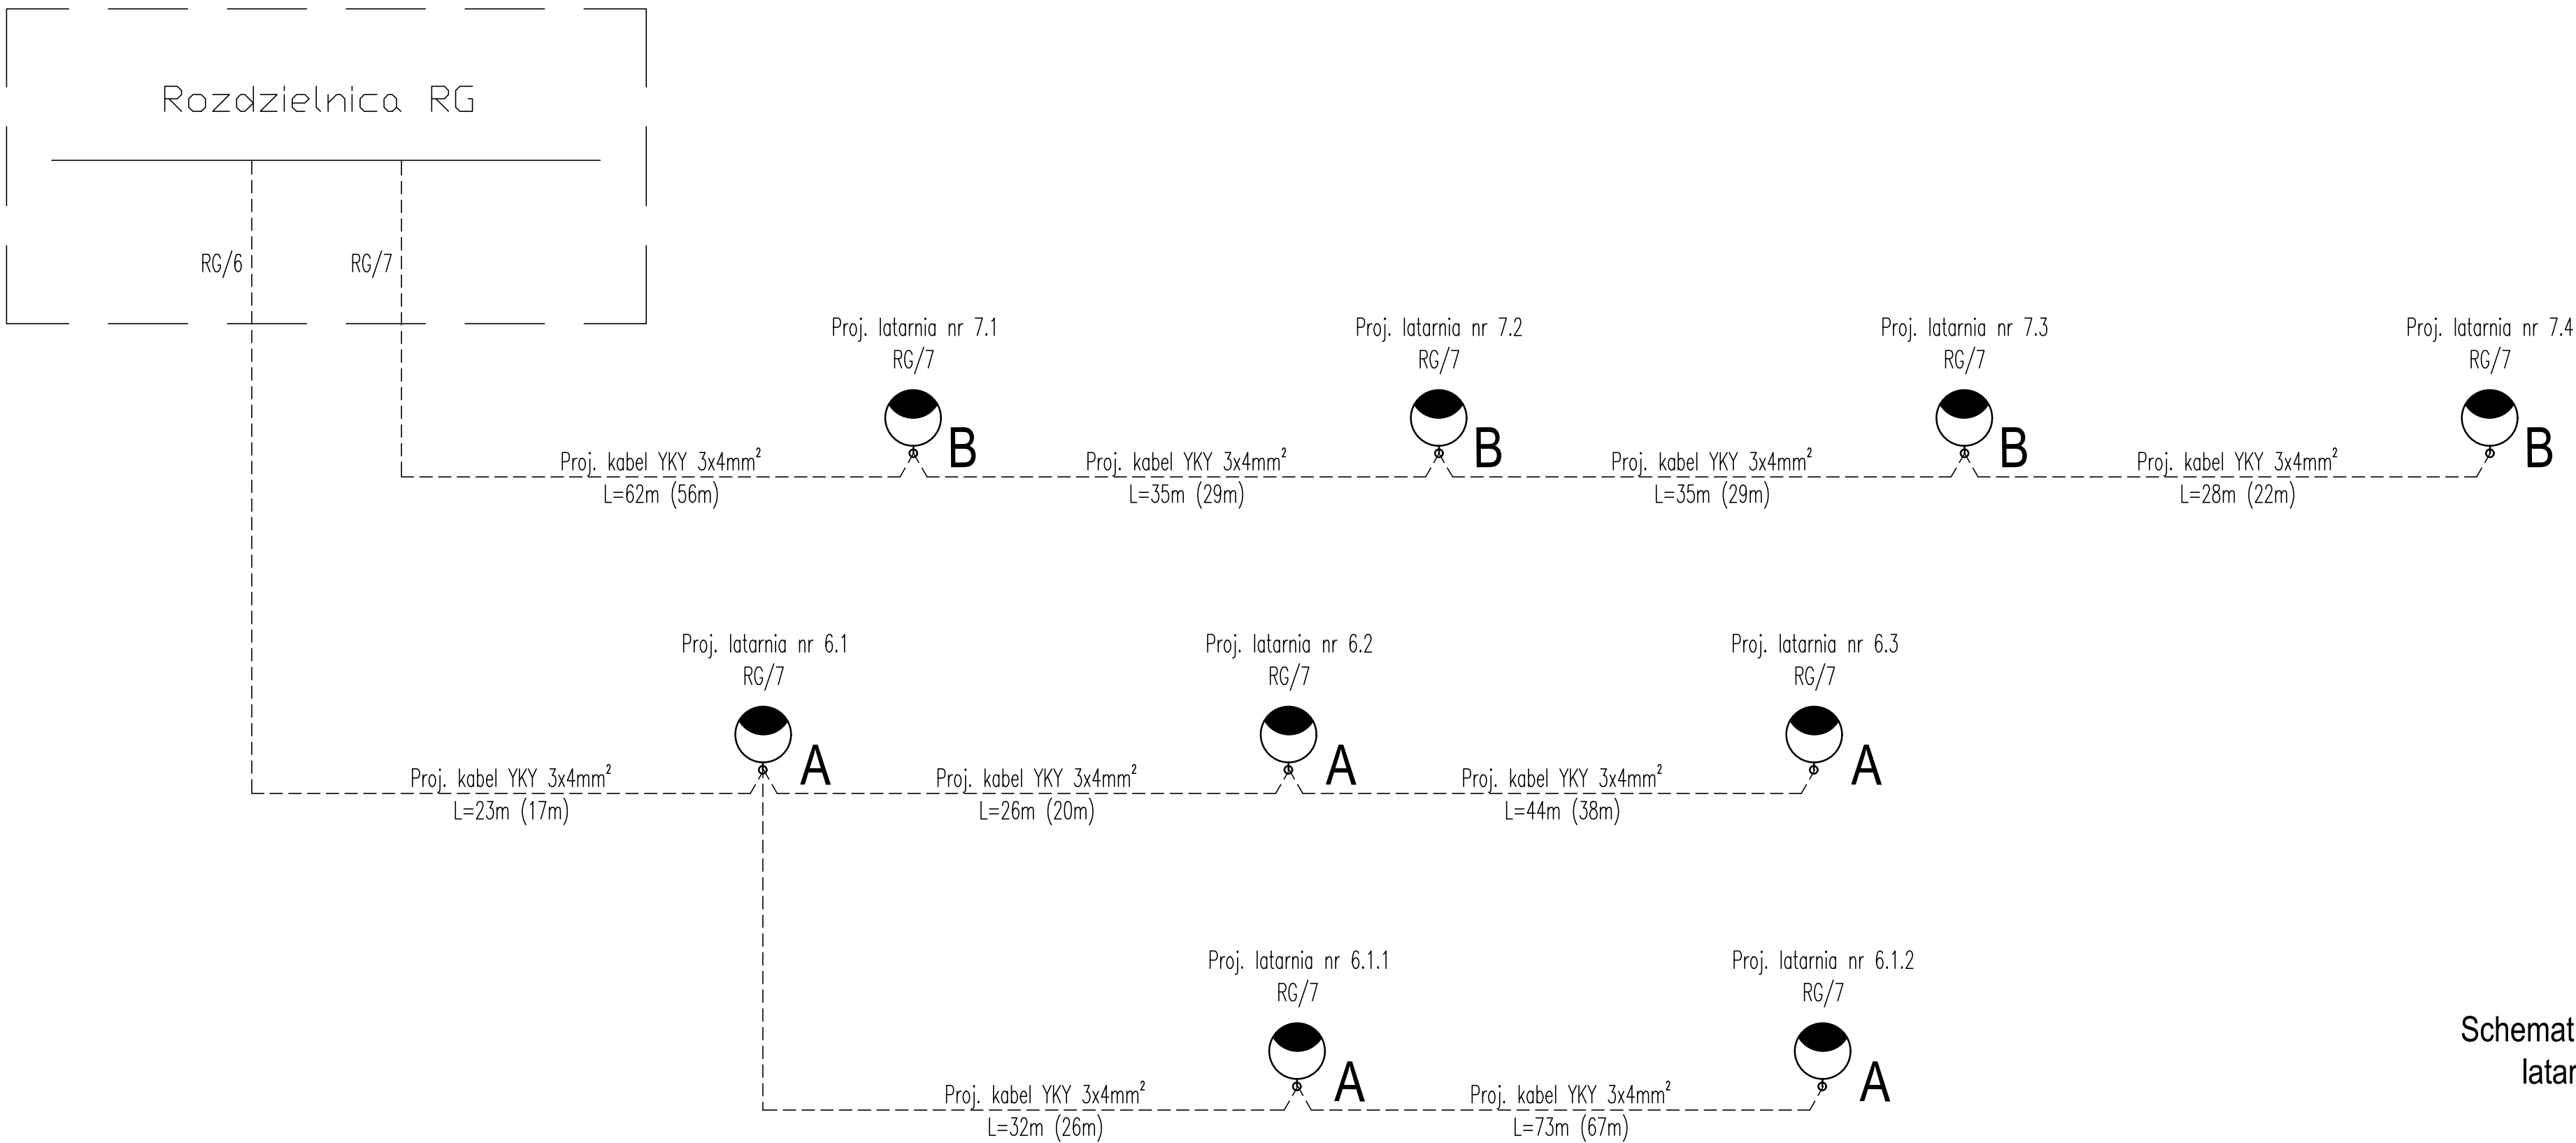 Rozdzielnica RG
RG/6
RG/7
Proj. latarnia nr 7.1
RG/7
B
Proj. latarnia nr 7.2
RG/7
B
Proj. latarnia nr 7.3
RG/7
B
Proj. latarnia nr 7.4
RG/7
B
Proj. kabel YKY 3x4mm²
L=62m (56m)
Proj. kabel YKY 3x4mm²
L=35m (29m)
Proj. kabel YKY 3x4mm²
L=35m (29m)
Proj. kabel YKY 3x4mm²
L=28m (22m)
Proj. latarnia nr 6.1
RG/7
A
Proj. latarnia nr 6.2
RG/7
A
Proj. latarnia nr 6.3
RG/7
A
Proj. kabel YKY 3x4mm²
L=23m (17m)
Proj. kabel YKY 3x4mm²
L=26m (20m)
Proj. kabel YKY 3x4mm²
L=44m (38m)
Proj. latarnia nr 6.1.1
RG/7
A
Proj. latarnia nr 6.1.2
RG/7
A
Proj. kabel YKY 3x4mm²
L=32m (26m)
Proj. kabel YKY 3x4mm²
L=73m (67m)
Schemat
latar